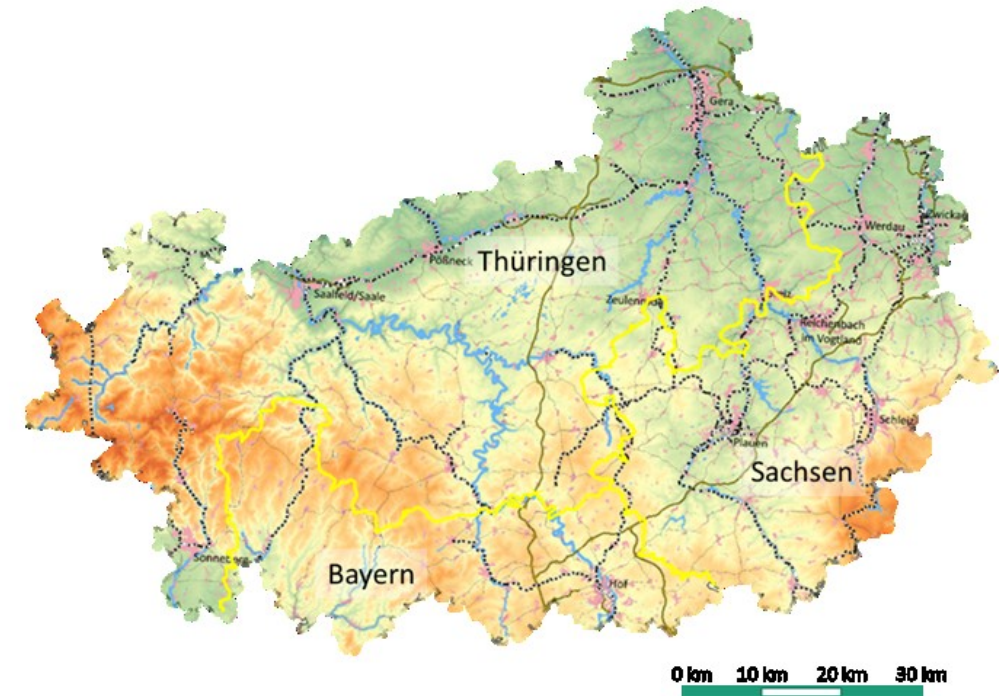 Gera
Werdau
Zwickau
Pößneck
Thüringen
Saalfeld/Saale
Zeulenroda
Reichenbach
im Vogtland
Plauen
Sachsen
Sonneberg
Bayern
Hof
0 km 10 km 20 km 30 km